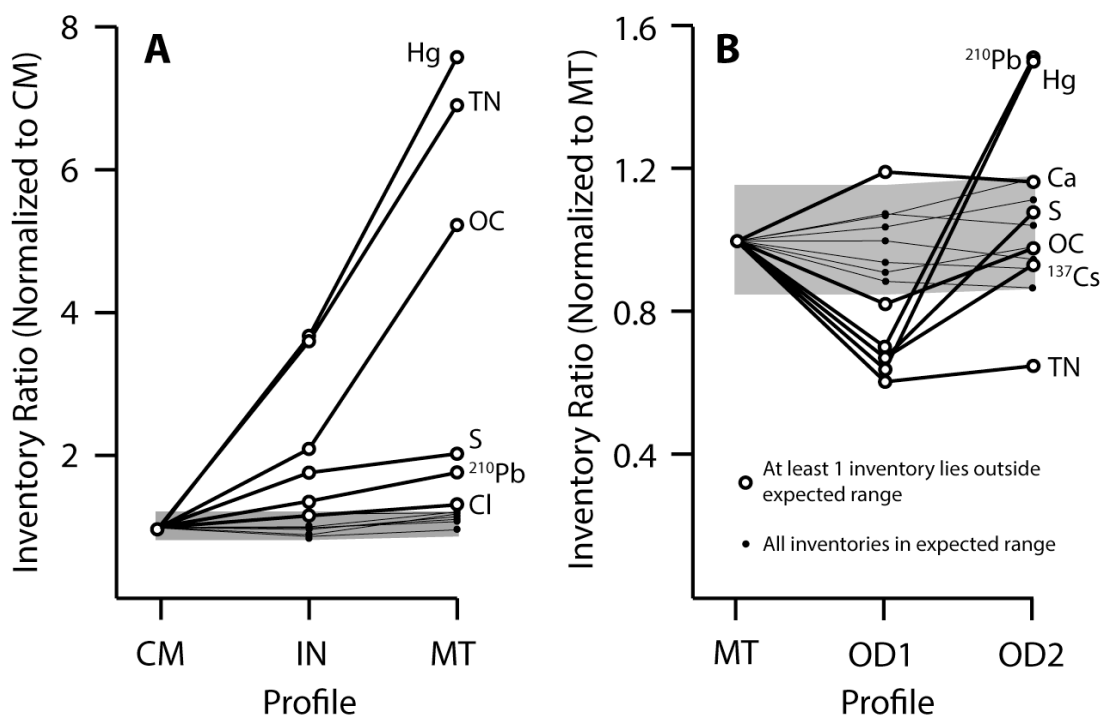 A
Inventory Ratio (Normalized to CM)
8
6
4
2
Hg
TN
OC
S
²¹⁰Pb
Cl
CM IN MT
Profile
B
Inventory Ratio (Normalized to MT)
1.6
1.2
0.8
0.4
²¹⁰Pb
Hg
Ca
S
OC
¹³⁷Cs
TN
At least 1 inventory lies outside
expected range
All inventories in expected range
MT OD1 OD2
Profile